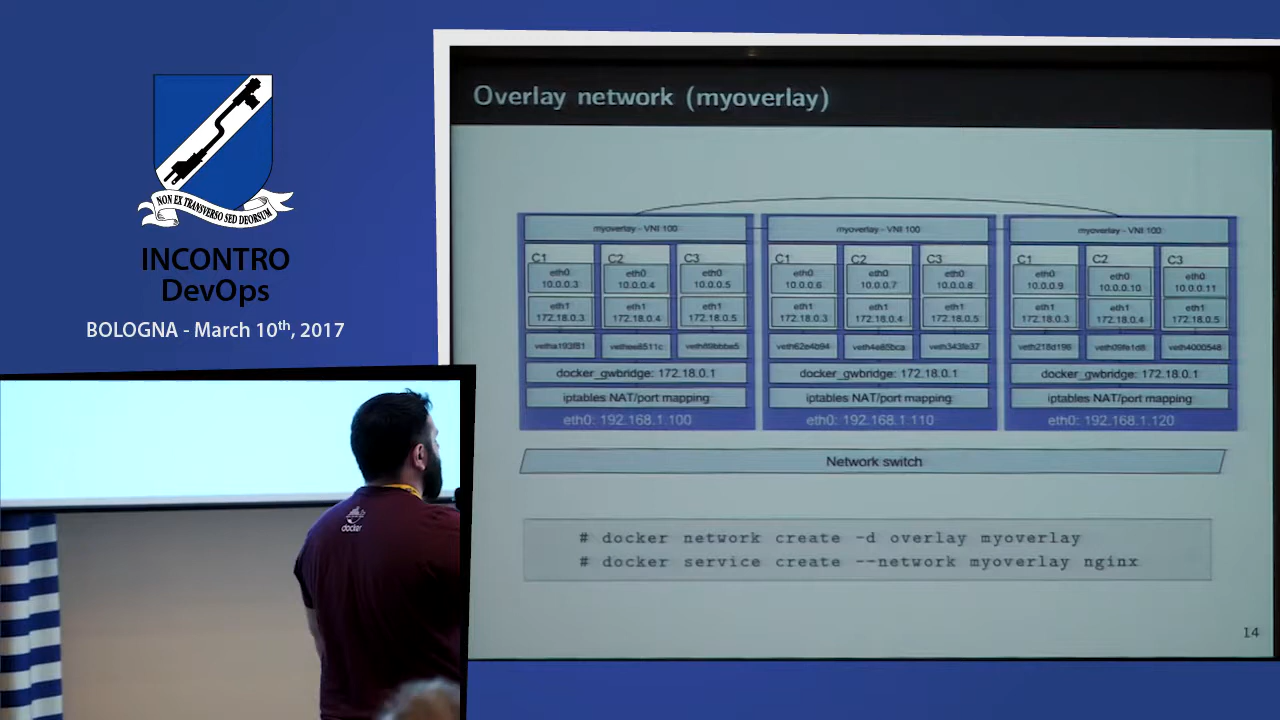 NON EX TRANSVERSO SED DEORSUM
INCONTRO
DevOps
BOLOGNA - March 10th, 2017
docker
Overlay network (myoverlay)
myoverlay - VNI 100 myoverlay - VNI 100 myoverlay - VNI 100
C1 C2 C3 C1 C2 C3 C1 C2 C3
eth0 eth0 eth0 eth0 eth0 eth0 eth0 eth0 eth0
10.0.0.3 10.0.0.4 10.0.0.5 10.0.0.6 10.0.0.7 10.0.0.8 10.0.0.9 10.0.0.10 10.0.0.11
eth1 eth1 eth1 eth1 eth1 eth1 eth1 eth1 eth1
172.18.0.3 172.18.0.4 172.18.0.5 172.18.0.3 172.18.0.4 172.18.0.5 172.18.0.3 172.18.0.4 172.18.0.5
vetha193f81 veth62e4b94 veth343fe37 veth218d198 veth4000548
docker_gwbridge: 172.18.0.1 docker_gwbridge: 172.18.0.1 docker_gwbridge: 172.18.0.1
iptables NAT/port mapping iptables NAT/port mapping iptables NAT/port mapping
eth0: 192.168.1.100 eth0: 192.168.1.110 eth0: 192.168.1.120
Network switch
# docker network create -d overlay myoverlay
# docker service create --network myoverlay nginx
14